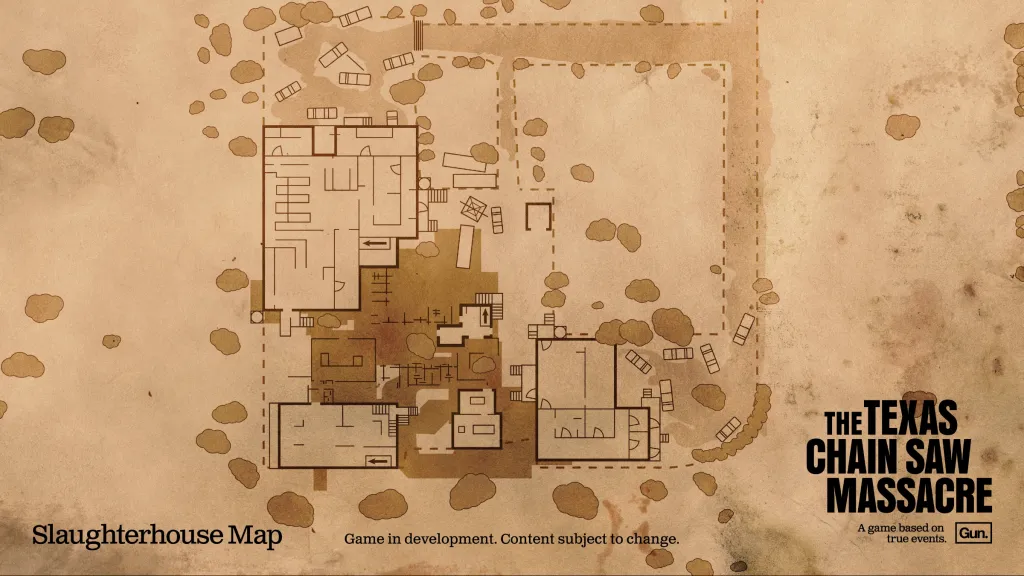 THE TEXAS
CHAIN SAW
MASSACRE
A game based on
true events.
Gun.
Slaughterhouse Map
Game in development. Content subject to change.